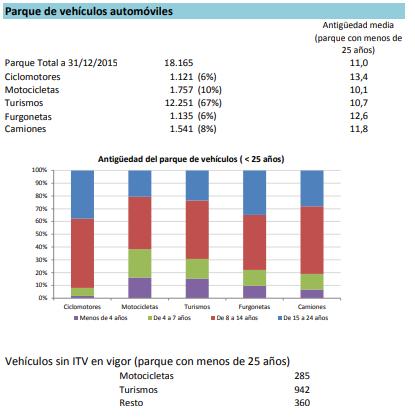 Parque de vehículos automóviles
Antigüedad media
(parque con menos de
25 años)
Parque Total a 31/12/2015 18.165 11,0
Ciclomotores 1.121 (6%) 13,4
Motocicletas 1.757 (10%) 10,1
Turismos 12.251 (67%) 10,7
Furgonetas 1.135 (6%) 12,6
Camiones 1.541 (8%) 11,8
Antigüedad del parque de vehículos ( < 25 años)
100%
90%
80%
70%
60%
50%
40%
30%
20%
10%
0%
Ciclomotores Motocicletas Turismos Furgonetas Camiones
Menos de 4 años De 4 a 7 años De 8 a 14 años De 15 a 24 años
Vehículos sin ITV en vigor (parque con menos de 25 años)
Motocicletas 285
Turismos 942
Resto 360